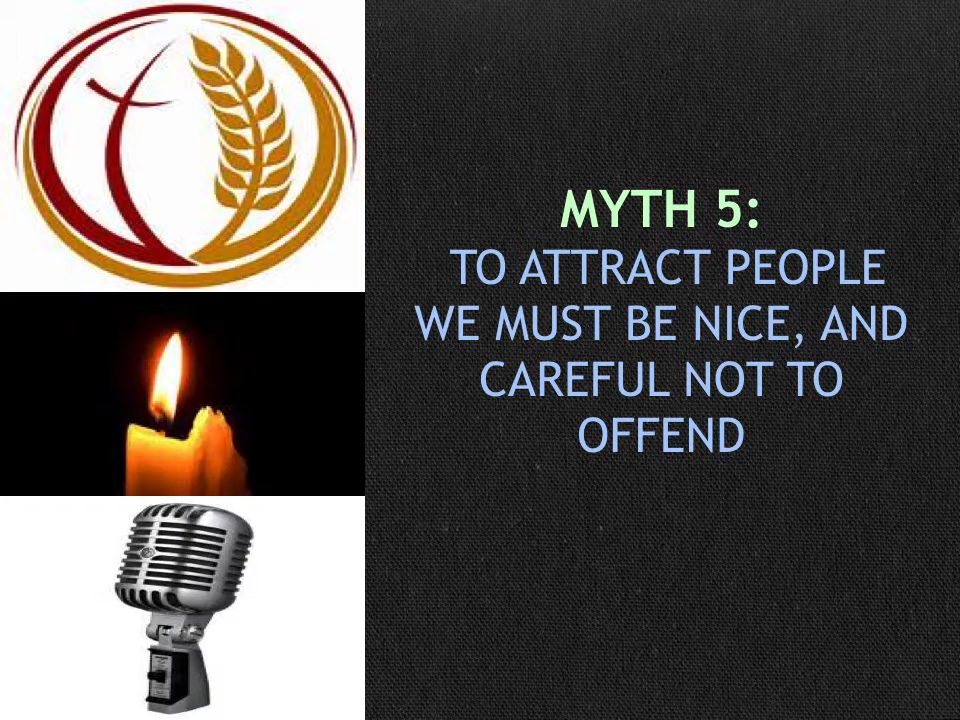 MYTH 5:
TO ATTRACT PEOPLE
WE MUST BE NICE, AND
CAREFUL NOT TO
OFFEND